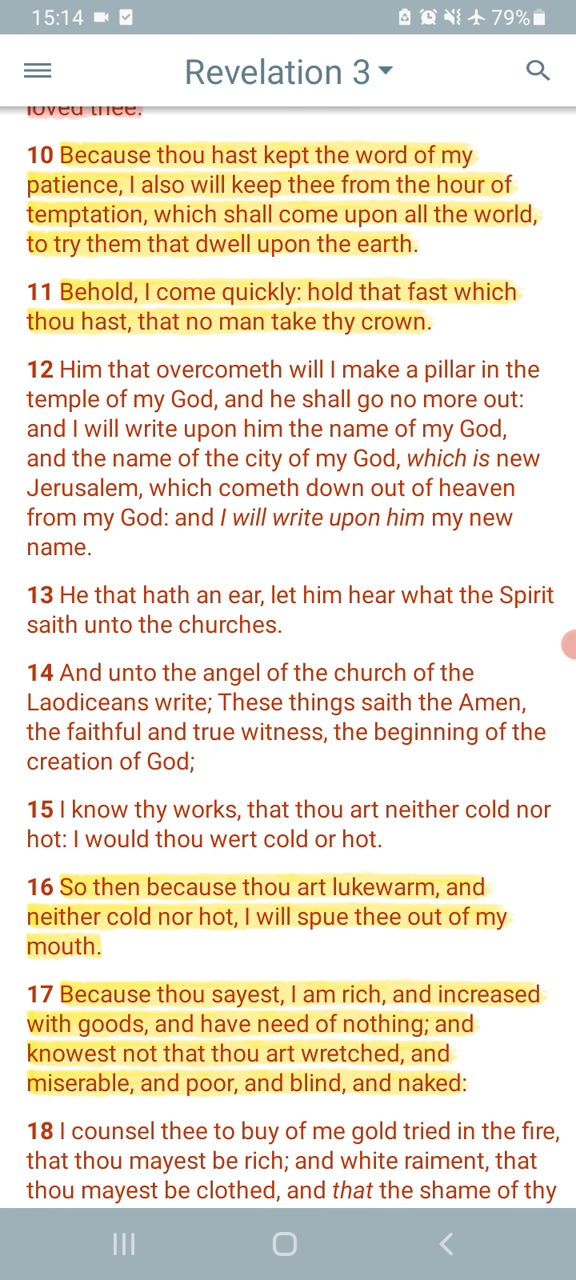 15:14 79%
Revelation 3
loved thee.
10 Because thou hast kept the word of my
patience, I also will keep thee from the hour of
temptation, which shall come upon all the world,
to try them that dwell upon the earth.
11 Behold, I come quickly: hold that fast which
thou hast, that no man take thy crown.
12 Him that overcometh will I make a pillar in the
temple of my God, and he shall go no more out:
and I will write upon him the name of my God,
and the name of the city of my God, which is new
Jerusalem, which cometh down out of heaven
from my God: and I will write upon him my new
name.
13 He that hath an ear, let him hear what the Spirit
saith unto the churches.
14 And unto the angel of the church of the
Laodiceans write; These things saith the Amen,
the faithful and true witness, the beginning of the
creation of God;
15 I know thy works, that thou art neither cold nor
hot: I would thou wert cold or hot.
16 So then because thou art lukewarm, and
neither cold nor hot, I will spue thee out of my
mouth.
17 Because thou sayest, I am rich, and increased
with goods, and have need of nothing; and
knowest not that thou art wretched, and
miserable, and poor, and blind, and naked:
18 I counsel thee to buy of me gold tried in the fire,
that thou mayest be rich; and white raiment, that
thou mayest be clothed, and that the shame of thy